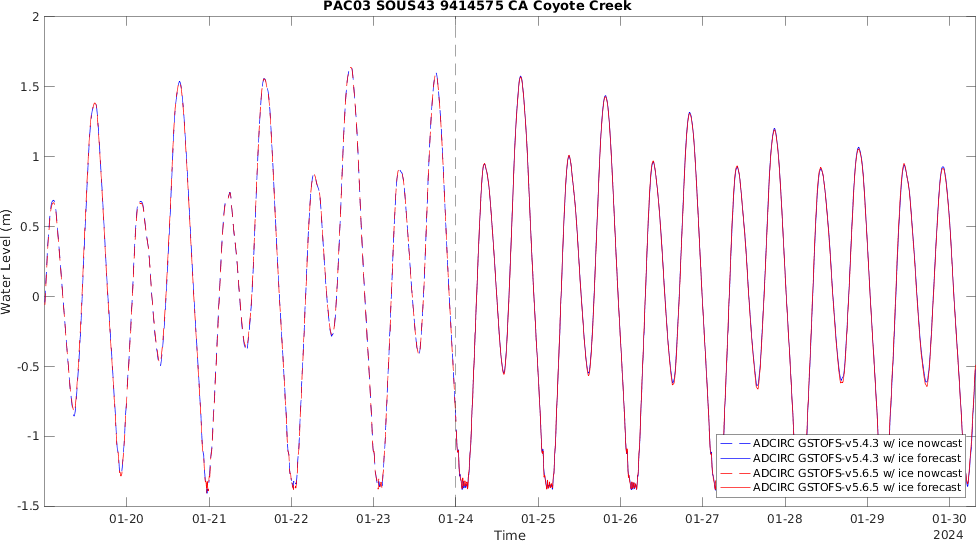 PAC03 SOUS43 9414575 CA Coyote Creek
2
1.5
1
0.5
0
-0.5
-1
-1.5
Water Level (m)
01-20 01-21 01-22 01-23 01-24 01-25 01-26 01-27 01-28 01-29 01-30
Time
2024
ADCIRC GSTOFS-v5.4.3 w/ ice nowcast
ADCIRC GSTOFS-v5.4.3 w/ ice forecast
ADCIRC GSTOFS-v5.6.5 w/ ice nowcast
ADCIRC GSTOFS-v5.6.5 w/ ice forecast